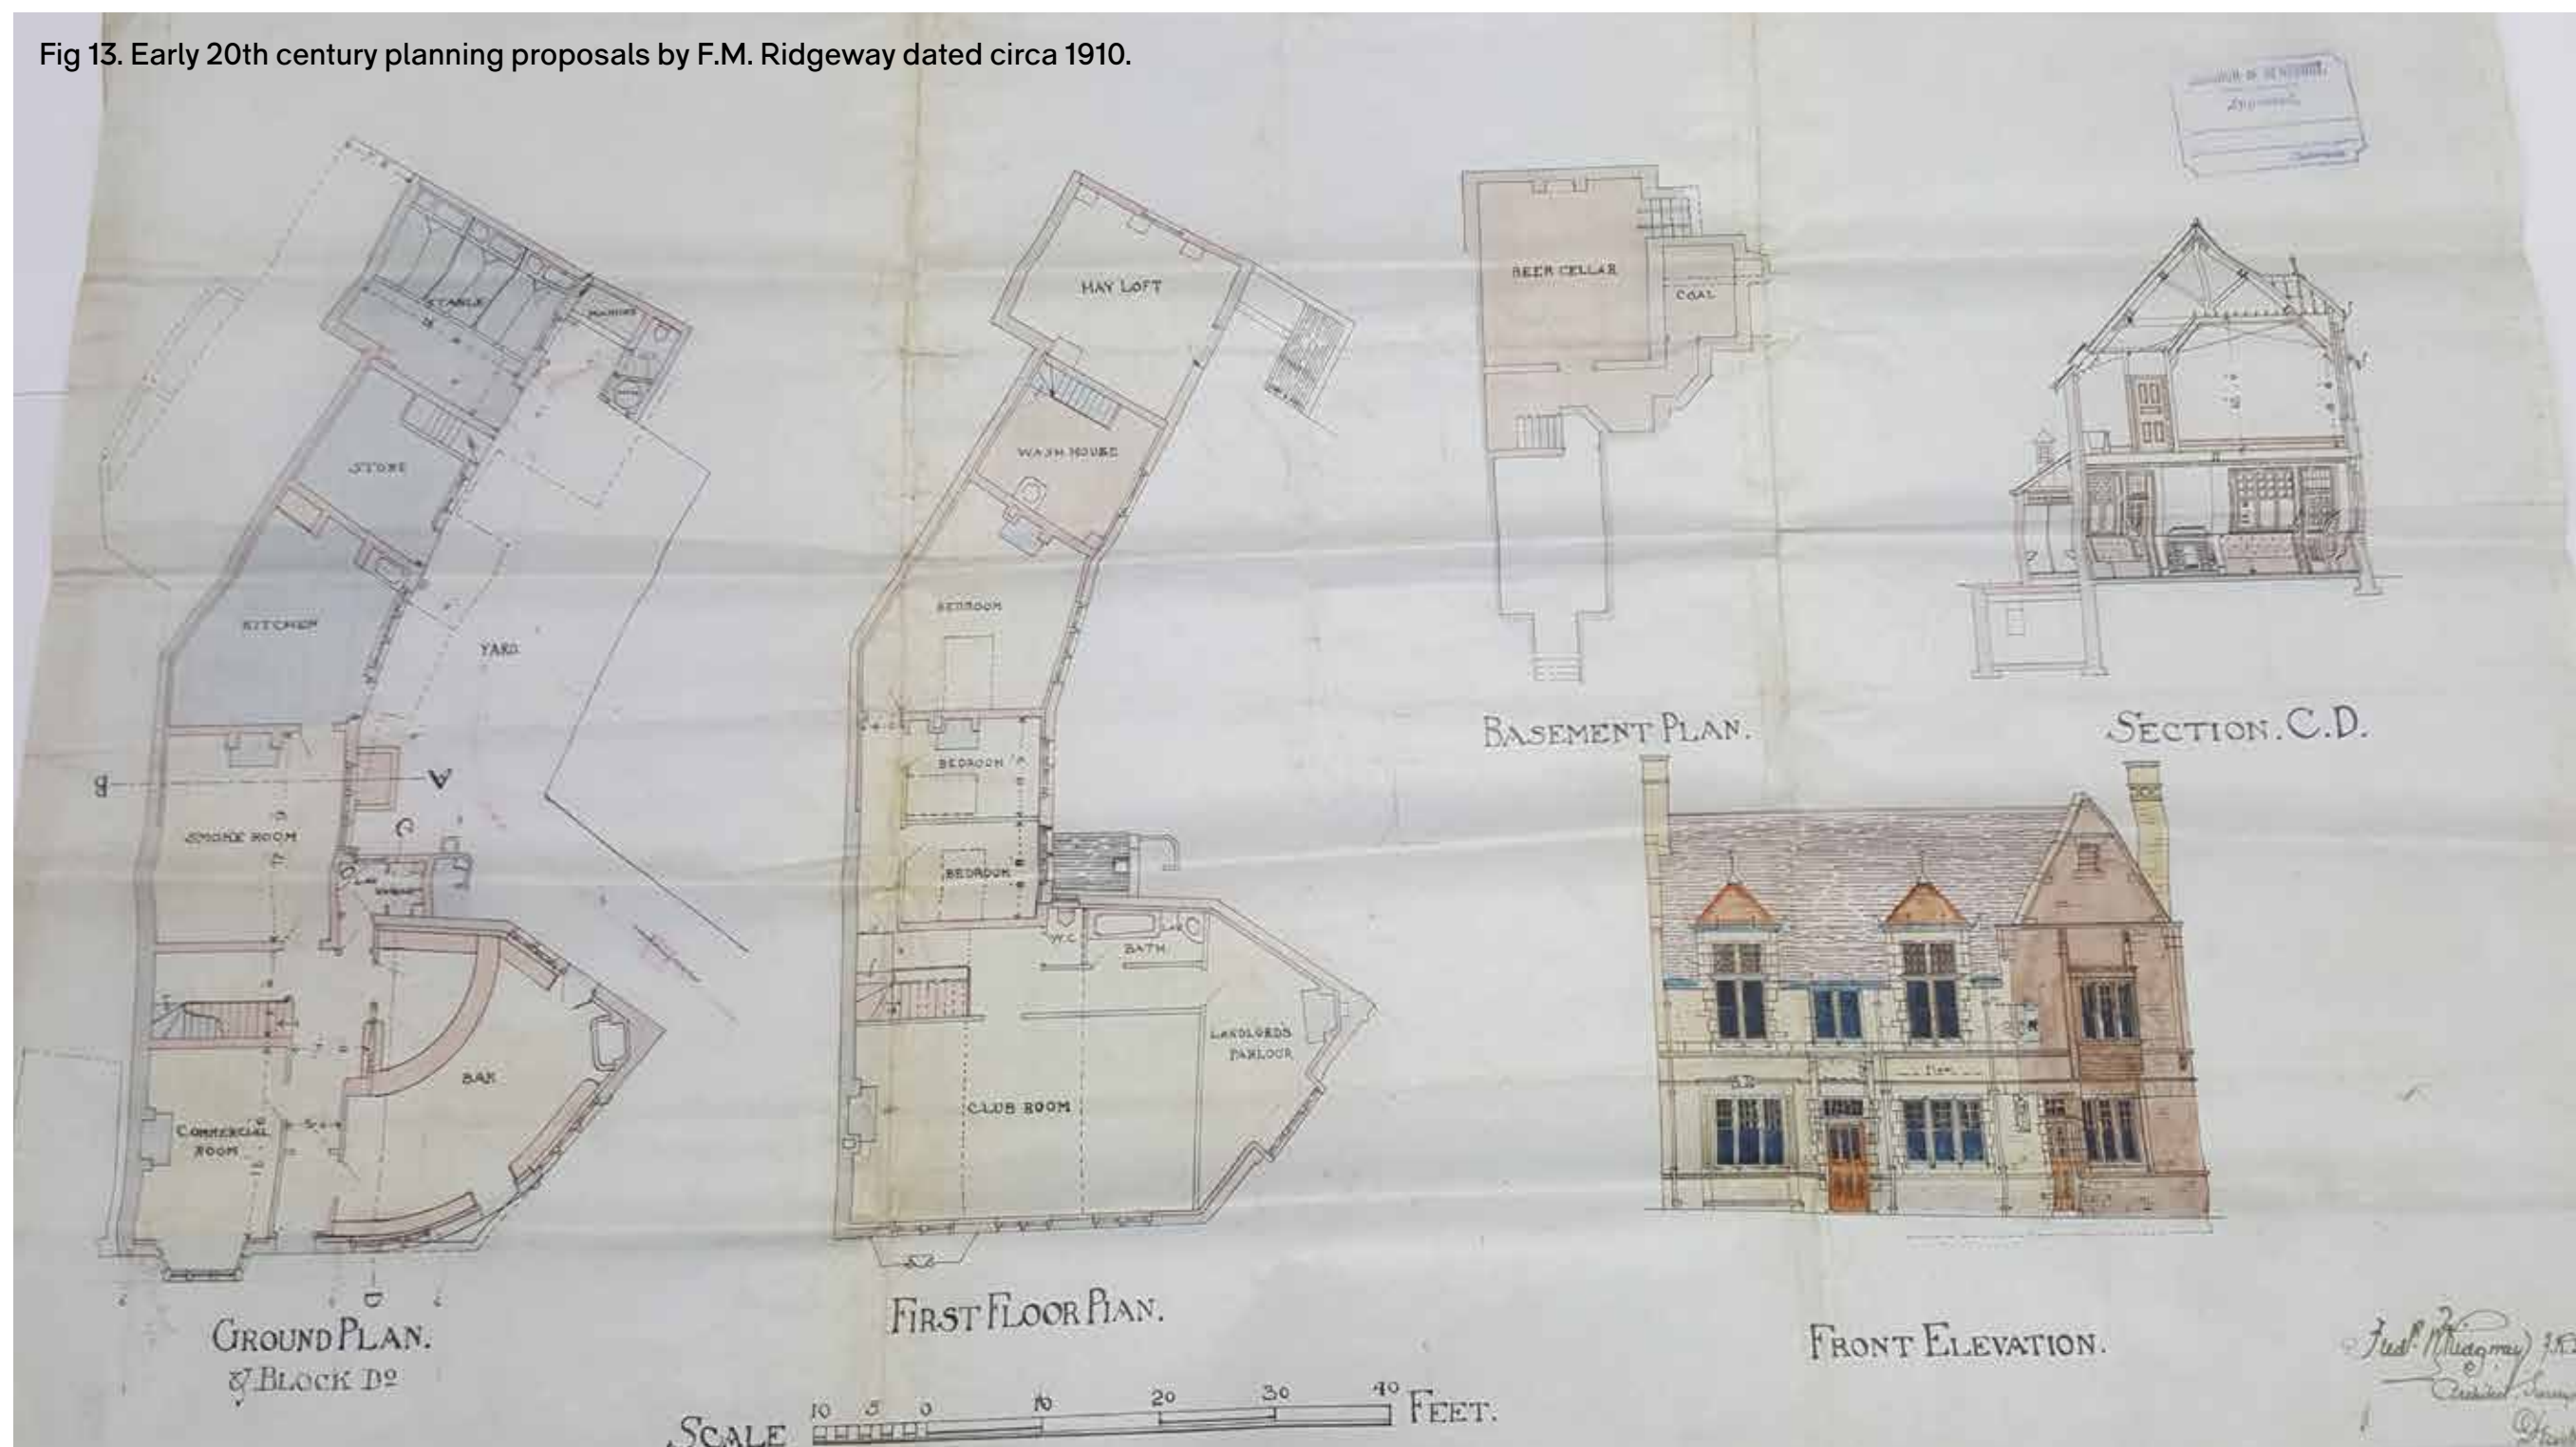 Fig 13. Early 20th century planning proposals by F.M. Ridgeway dated circa 1910.
STABLE
MANURE
STORE
KITCHEN
YARD
B
A
C
SMOKE ROOM
BAR
COMMERCIAL
ROOM
D
GROUND PLAN.
& BLOCK Dº
HAY LOFT
WASH HOUSE
BEDROOM
BEDROOM
BEDROOM
W.C
BATH
LANDLORDS
PARLOUR
CLUB ROOM
FIRST FLOOR PLAN.
BEER CELLAR
COAL
BASEMENT PLAN.
SECTION. C.D.
Approved
FRONT ELEVATION.
SCALE 10 5 0 10 20 30 40 FEET.